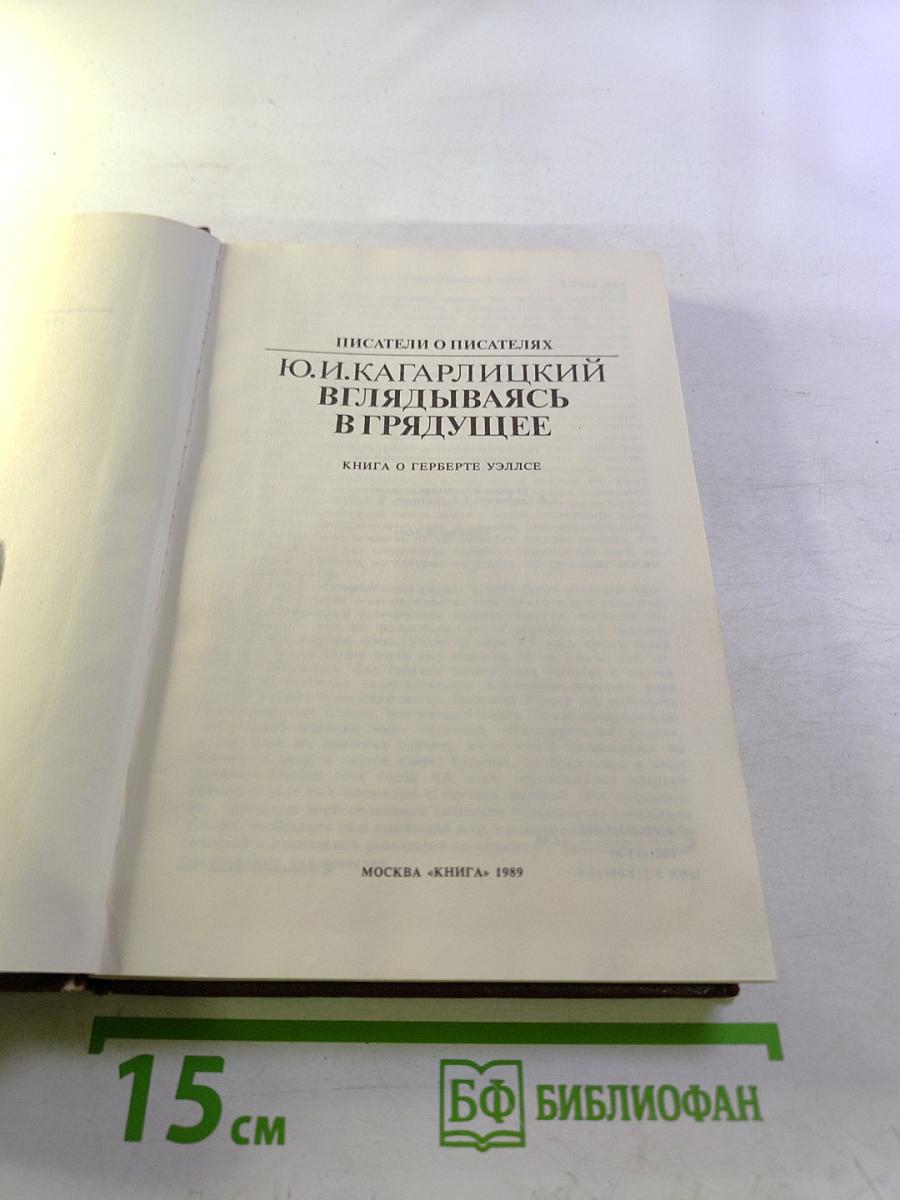 ПИСАТЕЛИ О ПИСАТЕЛЯХ
Ю.И.КАГАРЛИЦКИЙ
ВГЛЯДЫВАЯСЬ
В ГРЯДУЩЕЕ
КНИГА О ГЕРБЕРТЕ УЭЛЛСЕ
МОСКВА «КНИГА» 1989
15 см
БФ БИБЛИОФАН